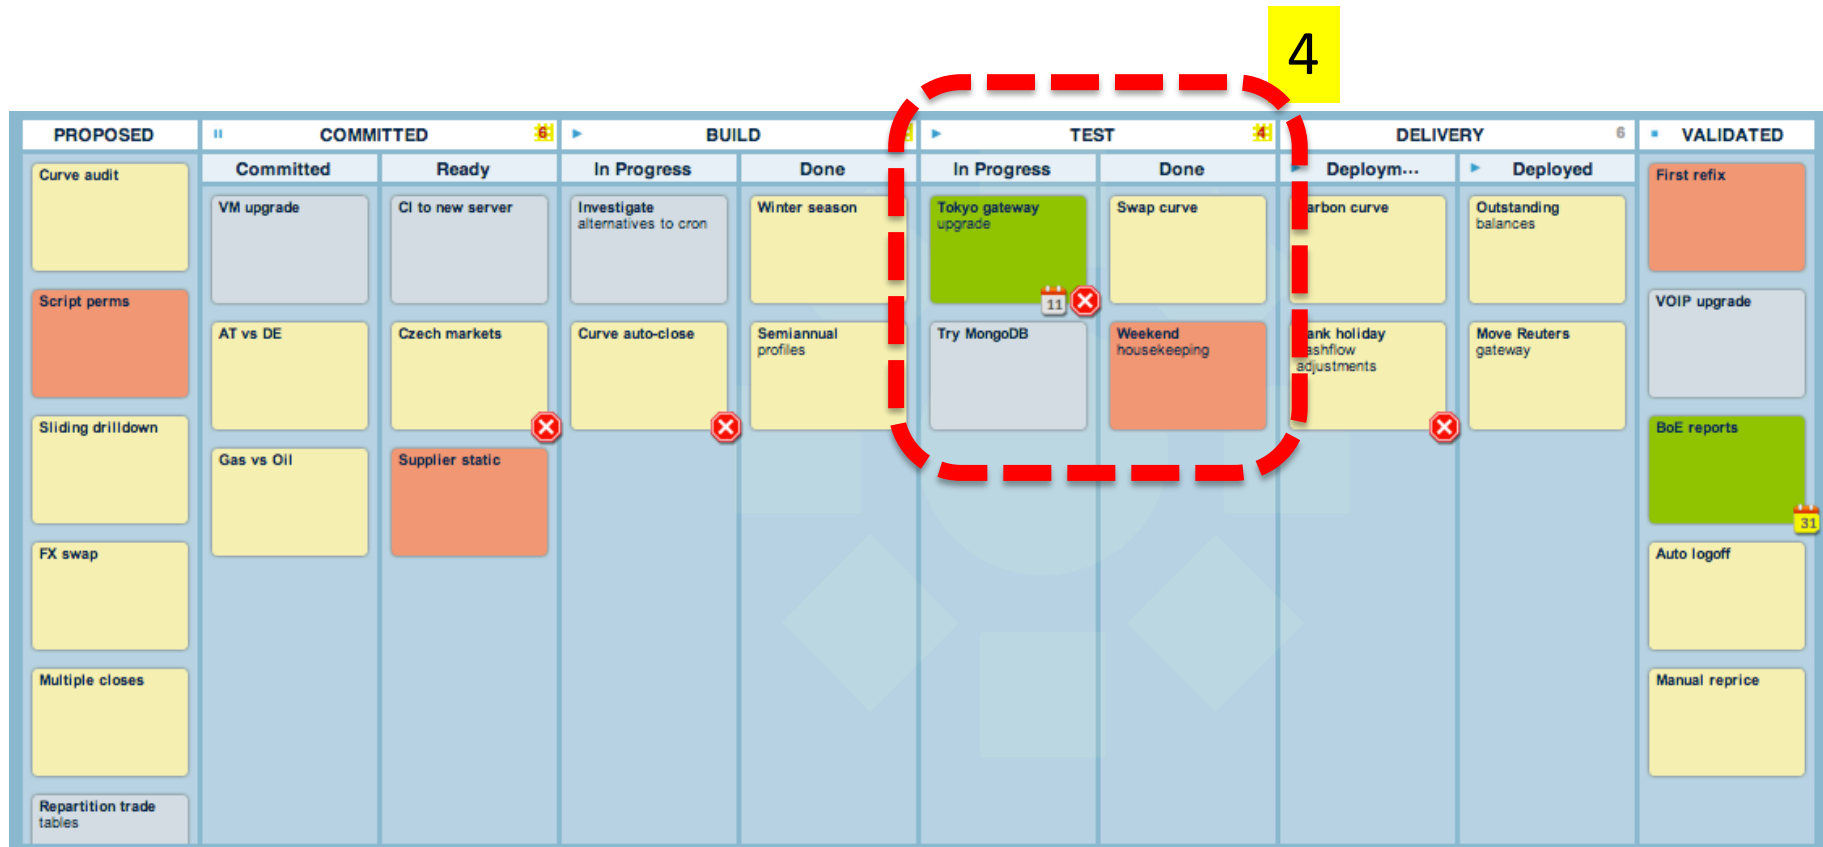 4
PROPOSED
COMMITTED
6
BUILD
TEST
4
DELIVERY
6
VALIDATED
Committed
Ready
In Progress
Done
In Progress
Done
Deploym...
Deployed
Curve audit
Script perms
Sliding drilldown
FX swap
Multiple closes
Repartition trade
tables
VM upgrade
AT vs DE
Gas vs Oil
CI to new server
Czech markets
Supplier static
Investigate
alternatives to cron
Curve auto-close
Winter season
Semiannual
profiles
Tokyo gateway
upgrade
11
Try MongoDB
Swap curve
Weekend
housekeeping
arbon curve
ank holiday
ashflow
adjustments
Outstanding
balances
Move Reuters
gateway
First refix
VOIP upgrade
BoE reports
31
Auto logoff
Manual reprice